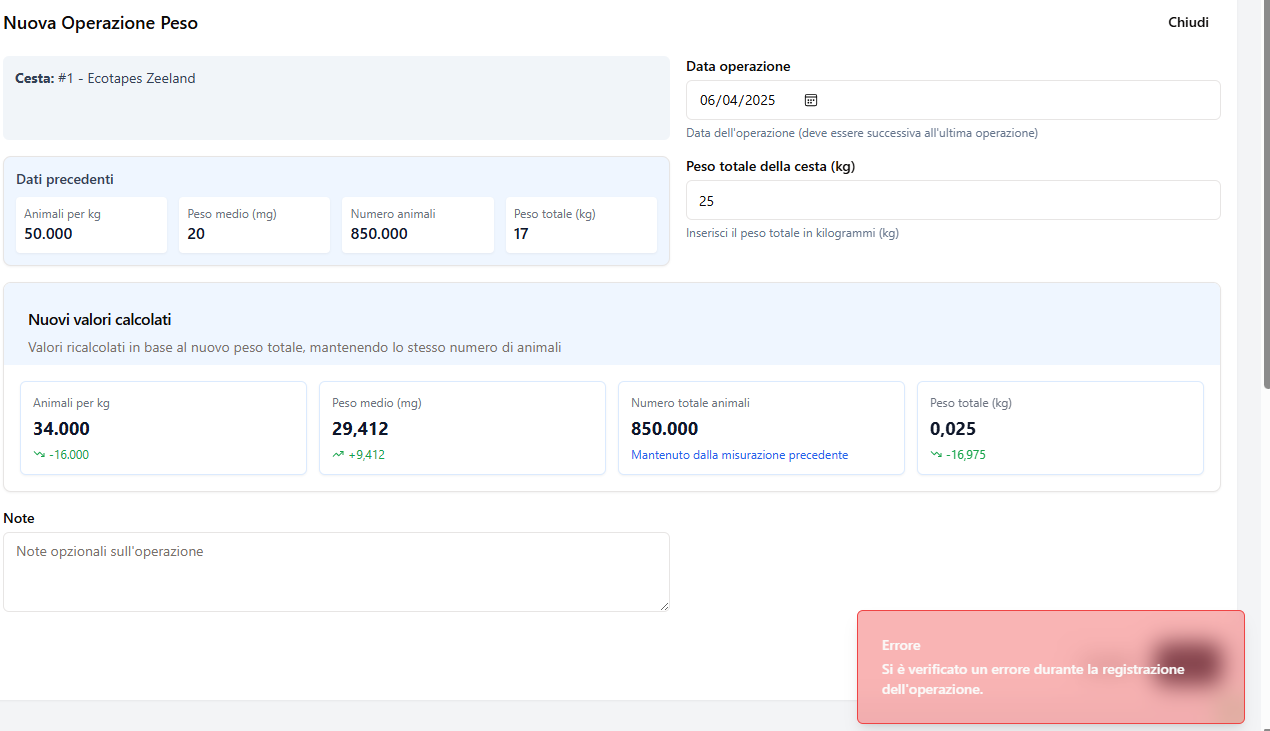 Nuova Operazione Peso
Chiudi
Cesta: #1 - Ecotapes Zeeland
Data operazione
06/04/2025
Data dell'operazione (deve essere successiva all'ultima operazione)
Dati precedenti
Animali per kg
50.000
Peso medio (mg)
20
Numero animali
850.000
Peso totale (kg)
17
Peso totale della cesta (kg)
25
Inserisci il peso totale in kilogrammi (kg)
Nuovi valori calcolati
Valori ricalcolati in base al nuovo peso totale, mantenendo lo stesso numero di animali
Animali per kg
34.000
-16.000
Peso medio (mg)
29,412
+9,412
Numero totale animali
850.000
Mantenuto dalla misurazione precedente
Peso totale (kg)
0,025
-16,975
Note
Note opzionali sull'operazione
Errore
Si è verificato un errore durante la registrazione
dell'operazione.